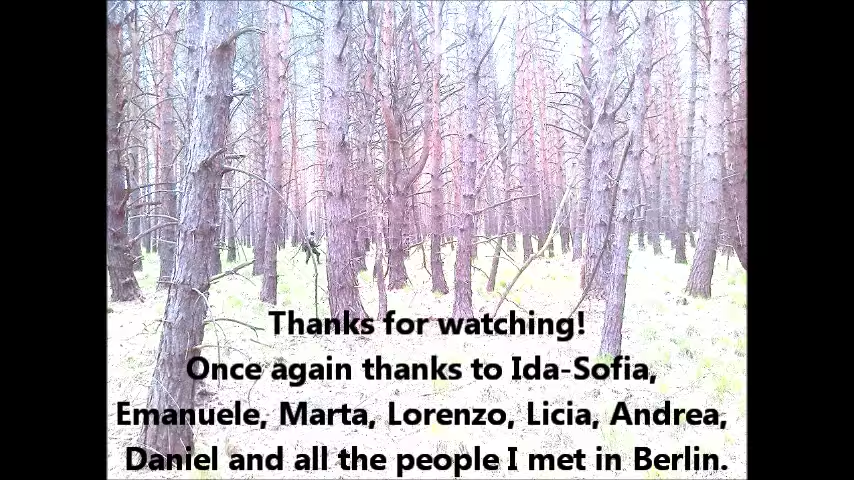 Thanks for watching!
Once again thanks to Ida-Sofia,
Emanuele, Marta, Lorenzo, Licia, Andrea,
Daniel and all the people I met in Berlin.